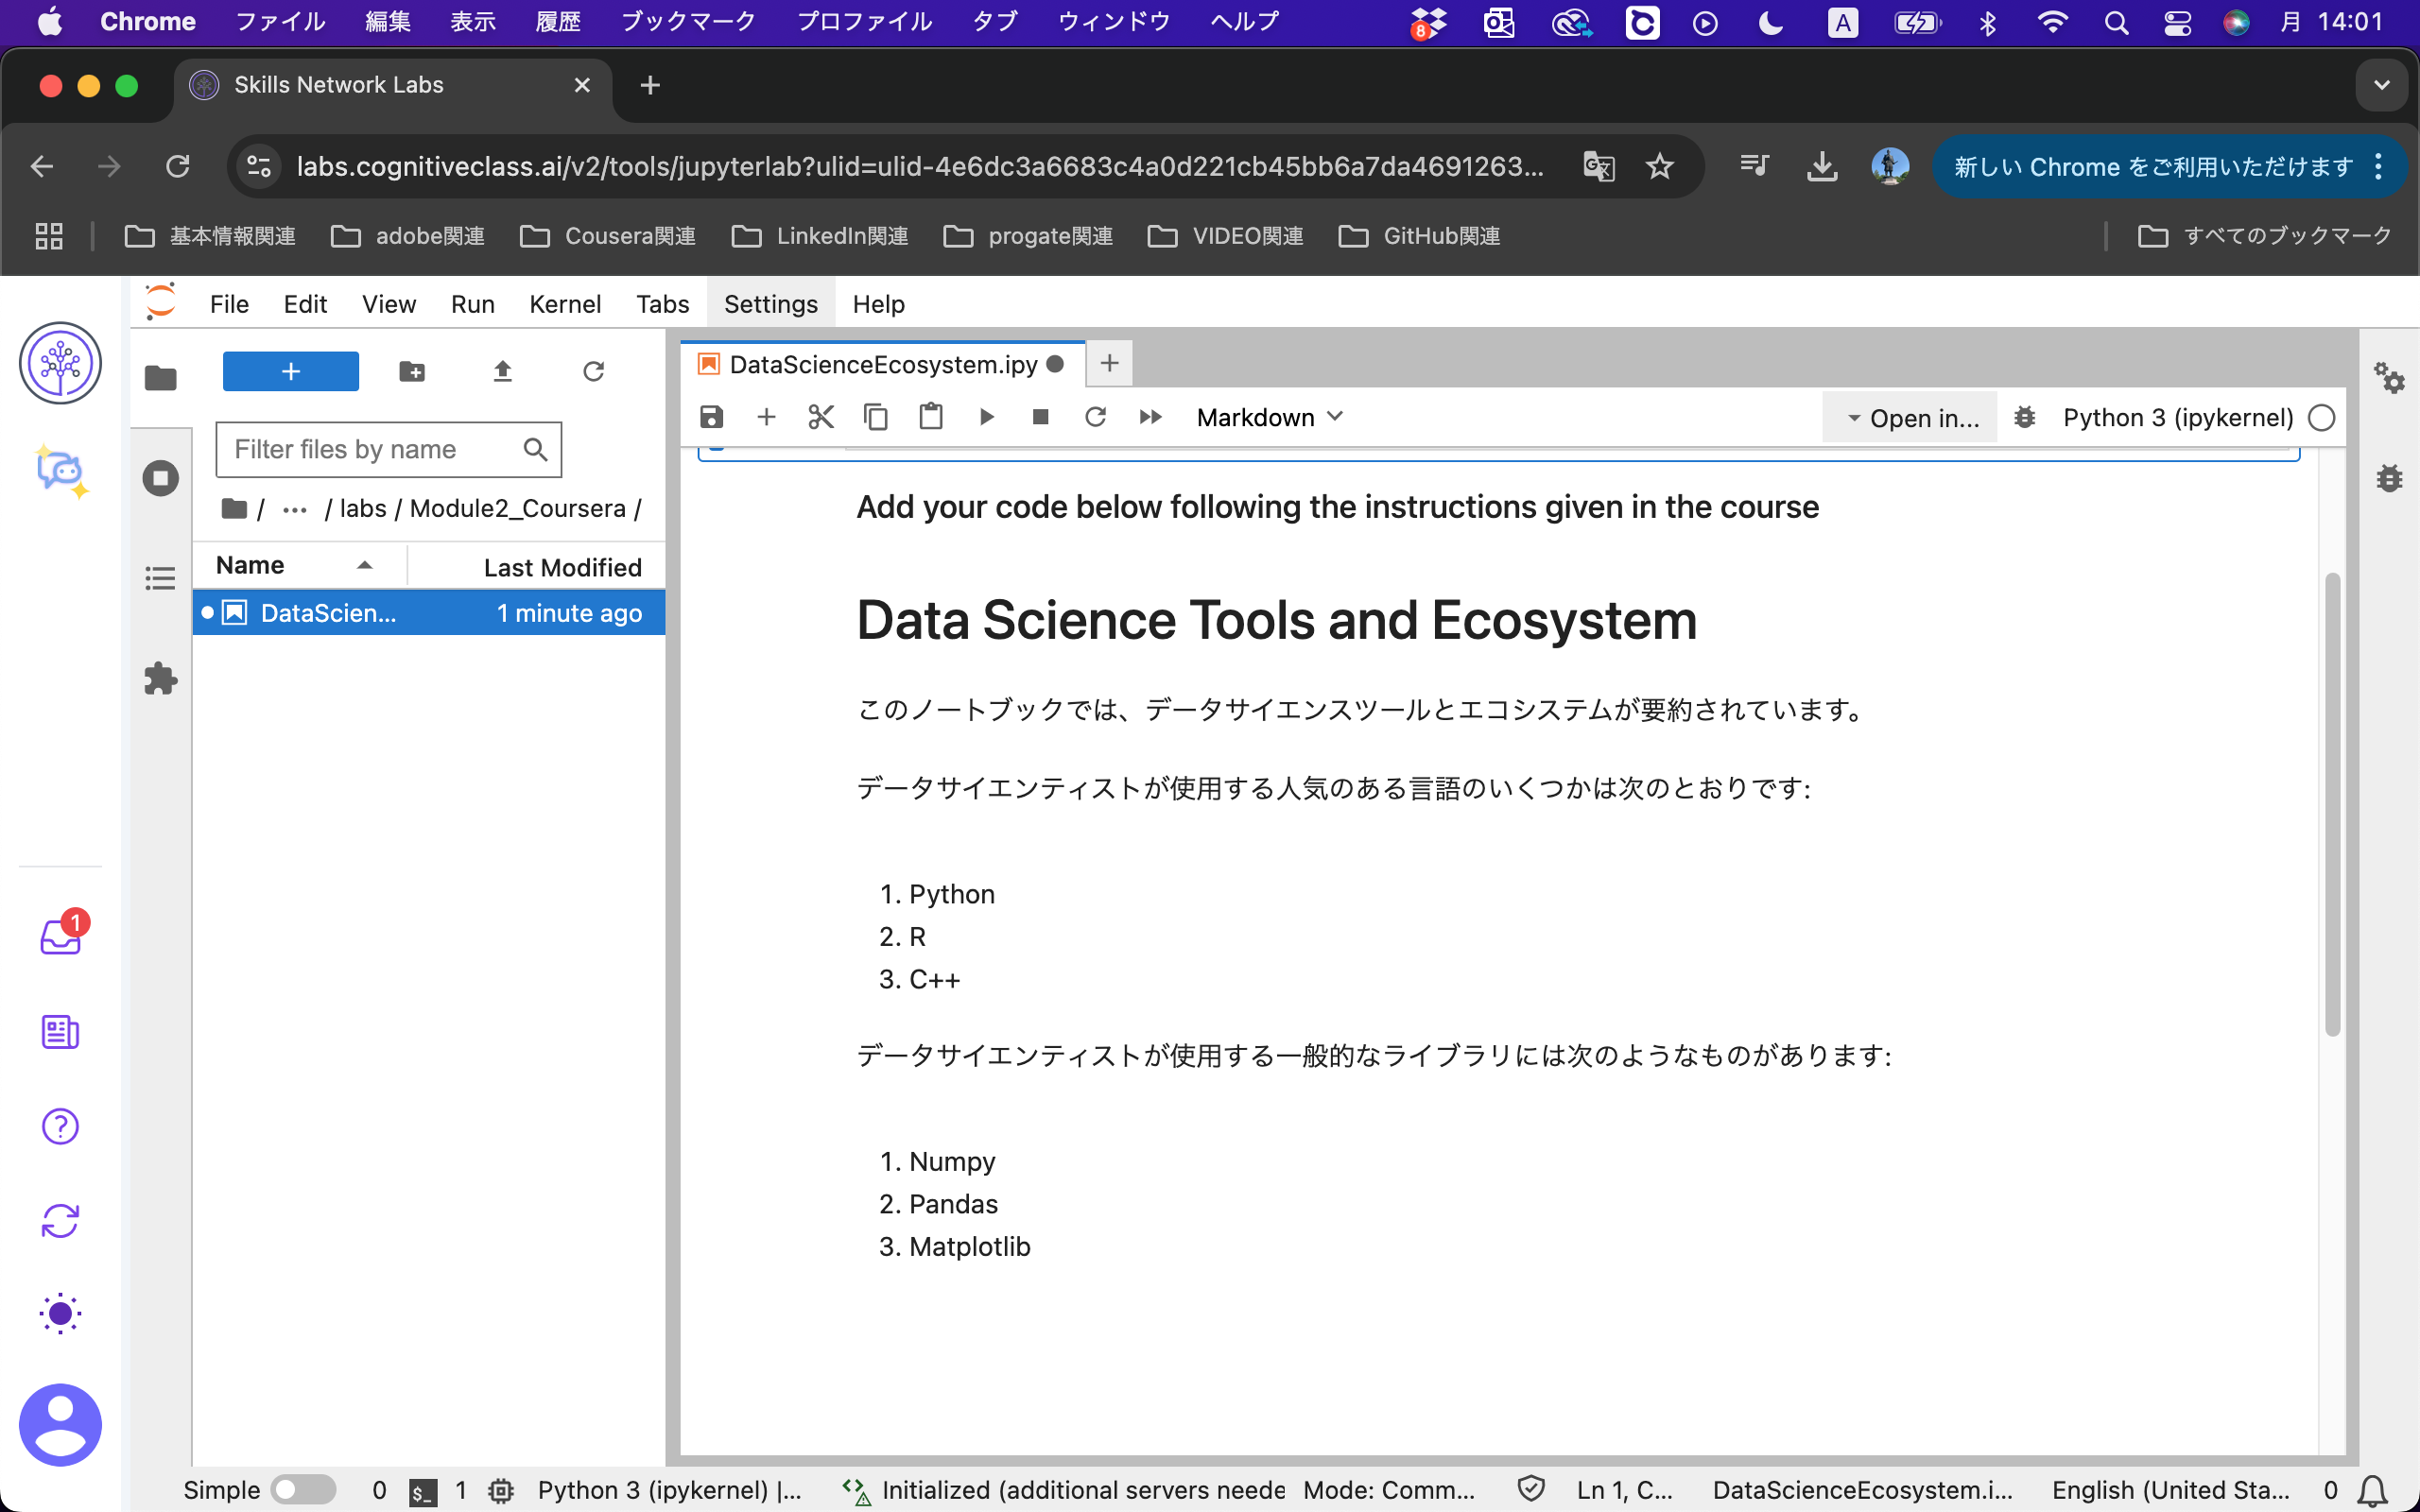 Chrome ファイル 編集 表示 履歴 ブックマーク プロファイル タブ ウィンドウ ヘルプ 8 A 月 14:01
Skills Network Labs
labs.cognitiveclass.ai/v2/tools/jupyterlab?ulid=ulid-4e6dc3a6683c4a0d221cb45bb6a7da4691263... 新しい Chrome をご利用いただけます
基本情報関連 adobe関連 Cousera関連 LinkedIn関連 progate関連 VIDEO関連 GitHub関連 すべてのブックマーク
File Edit View Run Kernel Tabs Settings Help
DataScienceEcosystem.ipy
Markdown Open in... Python 3 (ipykernel)
Filter files by name
/ ... / labs / Module2_Coursera /
Name Last Modified
DataScien... 1 minute ago
Add your code below following the instructions given in the course
Data Science Tools and Ecosystem
このノートブックでは、データサイエンスツールとエコシステムが要約されています。
データサイエンティストが使用する人気のある言語のいくつかは次のとおりです:
1. Python
2. R
3. C++
データサイエンティストが使用する一般的なライブラリには次のようなものがあります:
1. Numpy
2. Pandas
3. Matplotlib
1
Simple 0 $_ 1 Python 3 (ipykernel) |... Initialized (additional servers neede Mode: Comm... Ln 1, C... DataScienceEcosystem.i... English (United Sta... 0